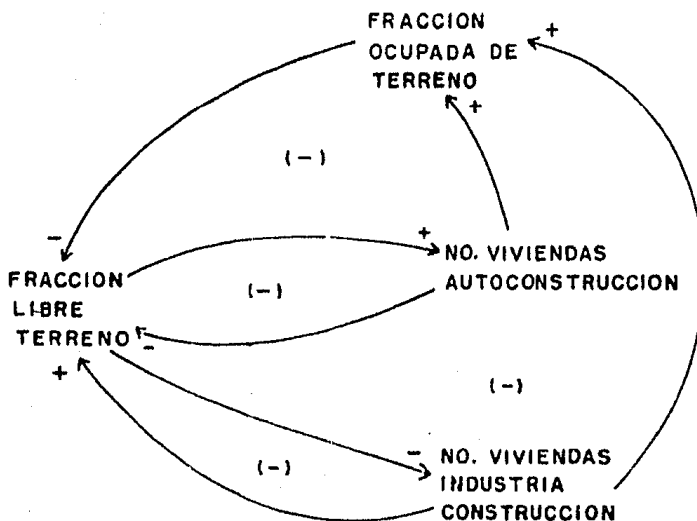 FRACCION
OCUPADA DE
TERRENO
+
+
(-)
-
+
NO. VIVIENDAS
AUTOCONSTRUCCION
FRACCION
LIBRE
TERRENO
(-)
-
+
(-)
-
NO. VIVIENDAS
INDUSTRIA
CONSTRUCCION
(-)